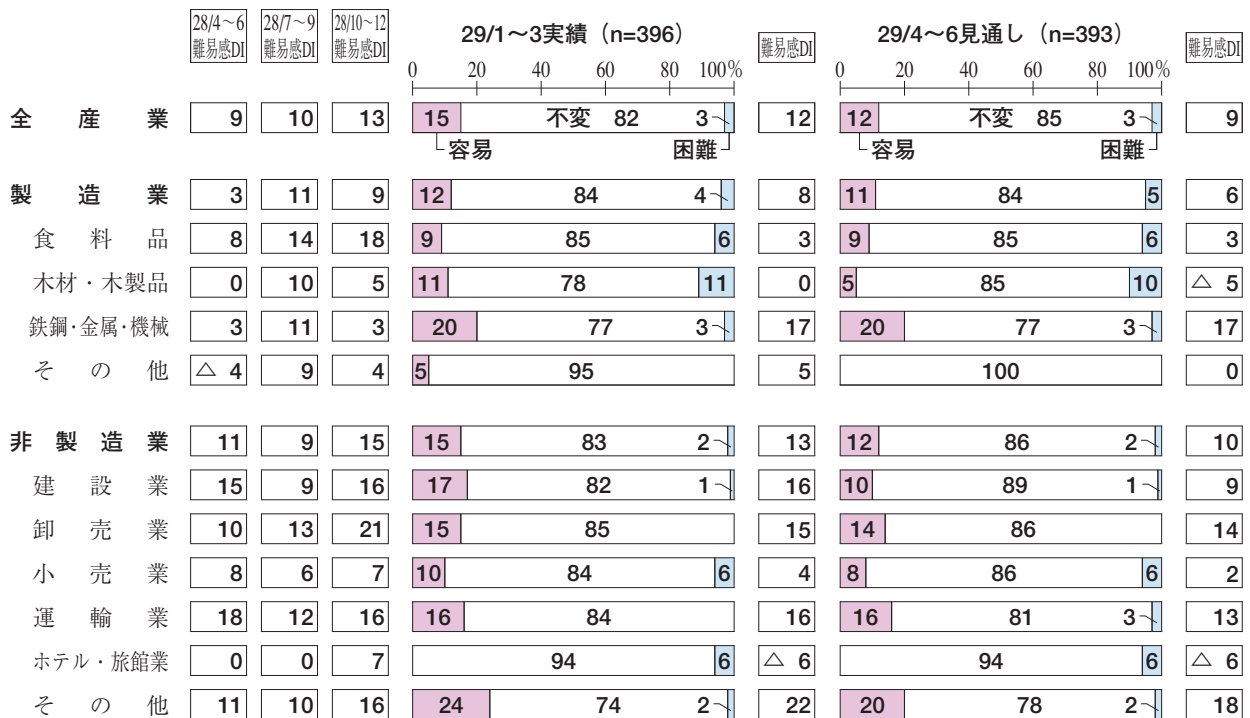 28/4～6 28/7～9 28/10～12 29/1～3実績（n=396） 29/4～6見通し（n=393）
難易感DI 難易感DI 難易感DI 難易感DI 難易感DI
0 20 40 60 80 100% 0 20 40 60 80 100%
全産業 9 10 13 15 不変 82 3 12 12 不変 85 3 9
容易 困難 容易 困難
製造業 3 11 9 12 84 4 8 11 84 5 6
食料品 8 14 18 9 85 6 3 9 85 6 3
木材・木製品 0 10 5 11 78 11 0 5 85 10 △ 5
鉄鋼・金属・機械 3 11 3 20 77 3 17 20 77 3 17
その他 △ 4 9 4 5 95 5 100 0
非製造業 11 9 15 15 83 2 13 12 86 2 10
建設業 15 9 16 17 82 1 16 10 89 1 9
卸売業 10 13 21 15 85 15 14 86 14
小売業 8 6 7 10 84 6 4 8 86 6 2
運輸業 18 12 16 16 84 16 16 81 3 13
ホテル・旅館業 0 0 7 94 6 △ 6 94 6 △ 6
その他 11 10 16 24 74 2 22 20 78 2 18